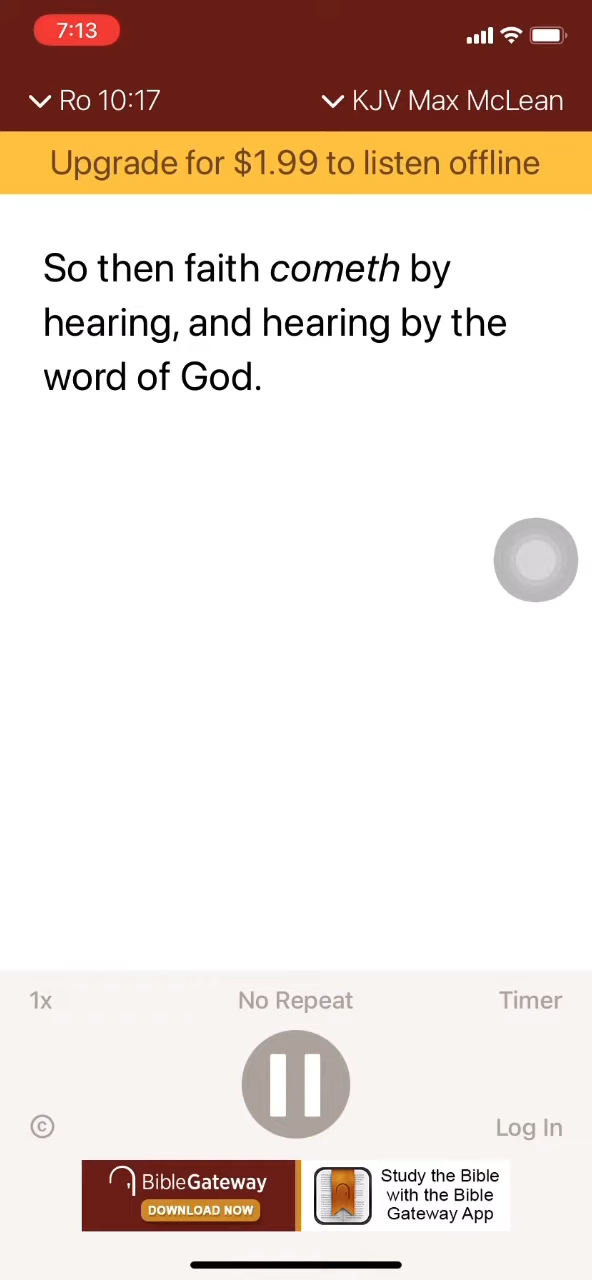 7:13
Ro 10:17
KJV Max McLean
Upgrade for $1.99 to listen offline
So then faith cometh by
hearing, and hearing by the
word of God.
1x
No Repeat
Timer
©
Log In
BibleGateway
DOWNLOAD NOW
Study the Bible
with the Bible
Gateway App